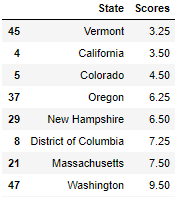 State Scores
45 Vermont 3.25
4 California 3.50
5 Colorado 4.50
37 Oregon 6.25
29 New Hampshire 6.50
8 District of Columbia 7.25
21 Massachusetts 7.50
47 Washington 9.50